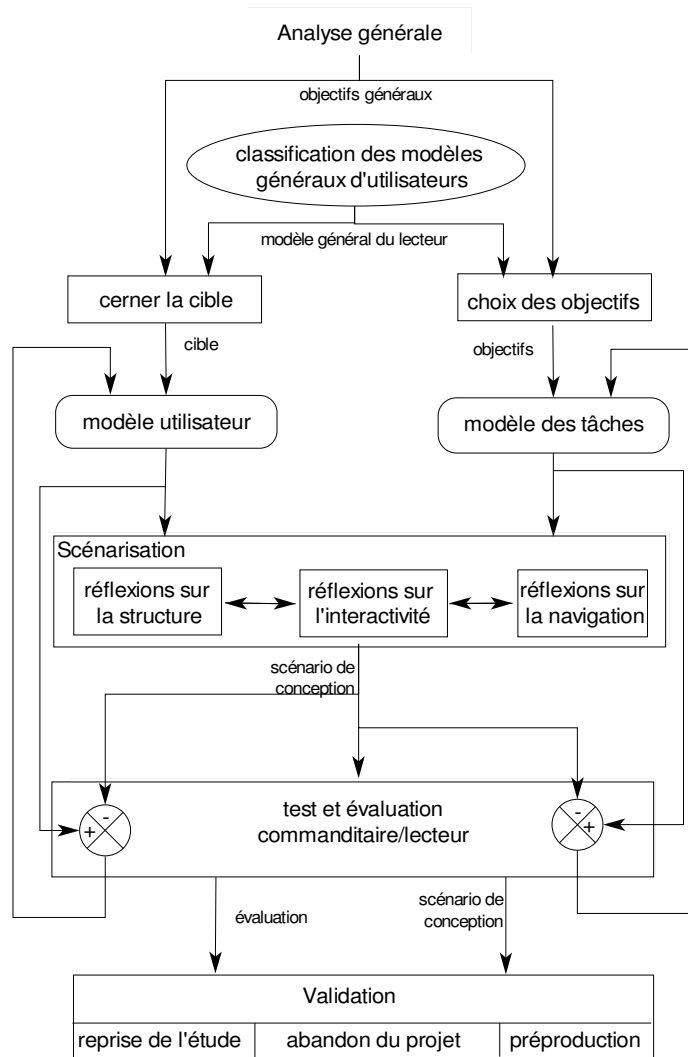 Analyse générale
objectifs généraux
classification des modèles
généraux d'utilisateurs
modèle général du lecteur
cerner la cible
choix des objectifs
cible
objectifs
modèle utilisateur
modèle des tâches
Scénarisation
réflexions sur
la structure
réflexions sur
l'interactivité
réflexions sur
la navigation
scénario de
conception
-
+
test et évaluation
commanditaire/lecteur
-
+
évaluation
scénario de
conception
Validation
reprise de l'étude
abandon du projet
préproduction